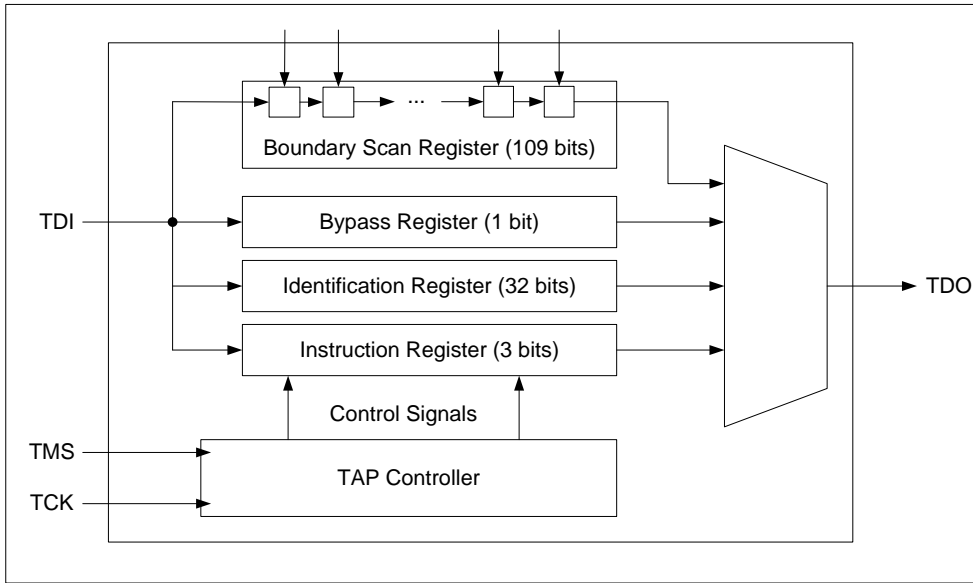 ...
Boundary Scan Register (109 bits)
TDI
Bypass Register (1 bit)
Identification Register (32 bits)
TDO
Instruction Register (3 bits)
Control Signals
TMS
TAP Controller
TCK